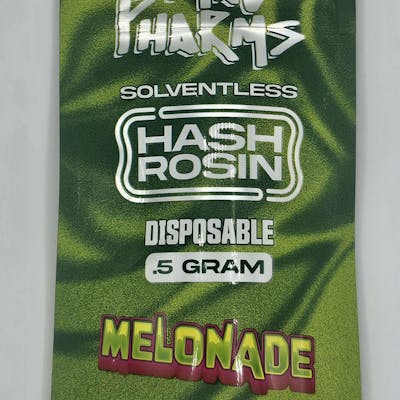 PHARMS
SOLVENTLESS
HASH
ROSIN
DISPOSABLE
.5 GRAM
MELONADE